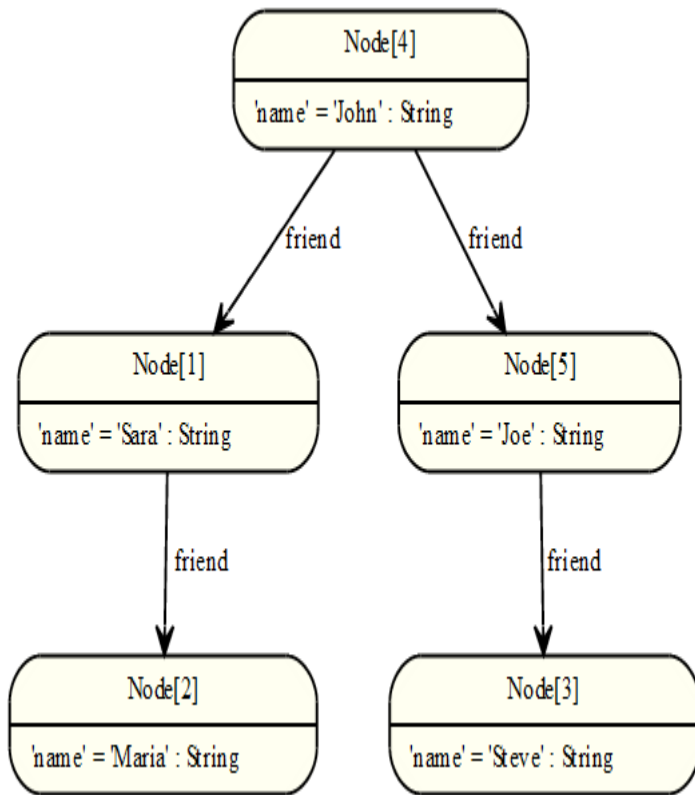 Node[4]
'name' = 'John' : String
friend
friend
Node[1]
'name' = 'Sara' : String
Node[5]
'name' = 'Joe' : String
friend
friend
Node[2]
'name' = 'Maria' : String
Node[3]
'name' = 'Steve' : String